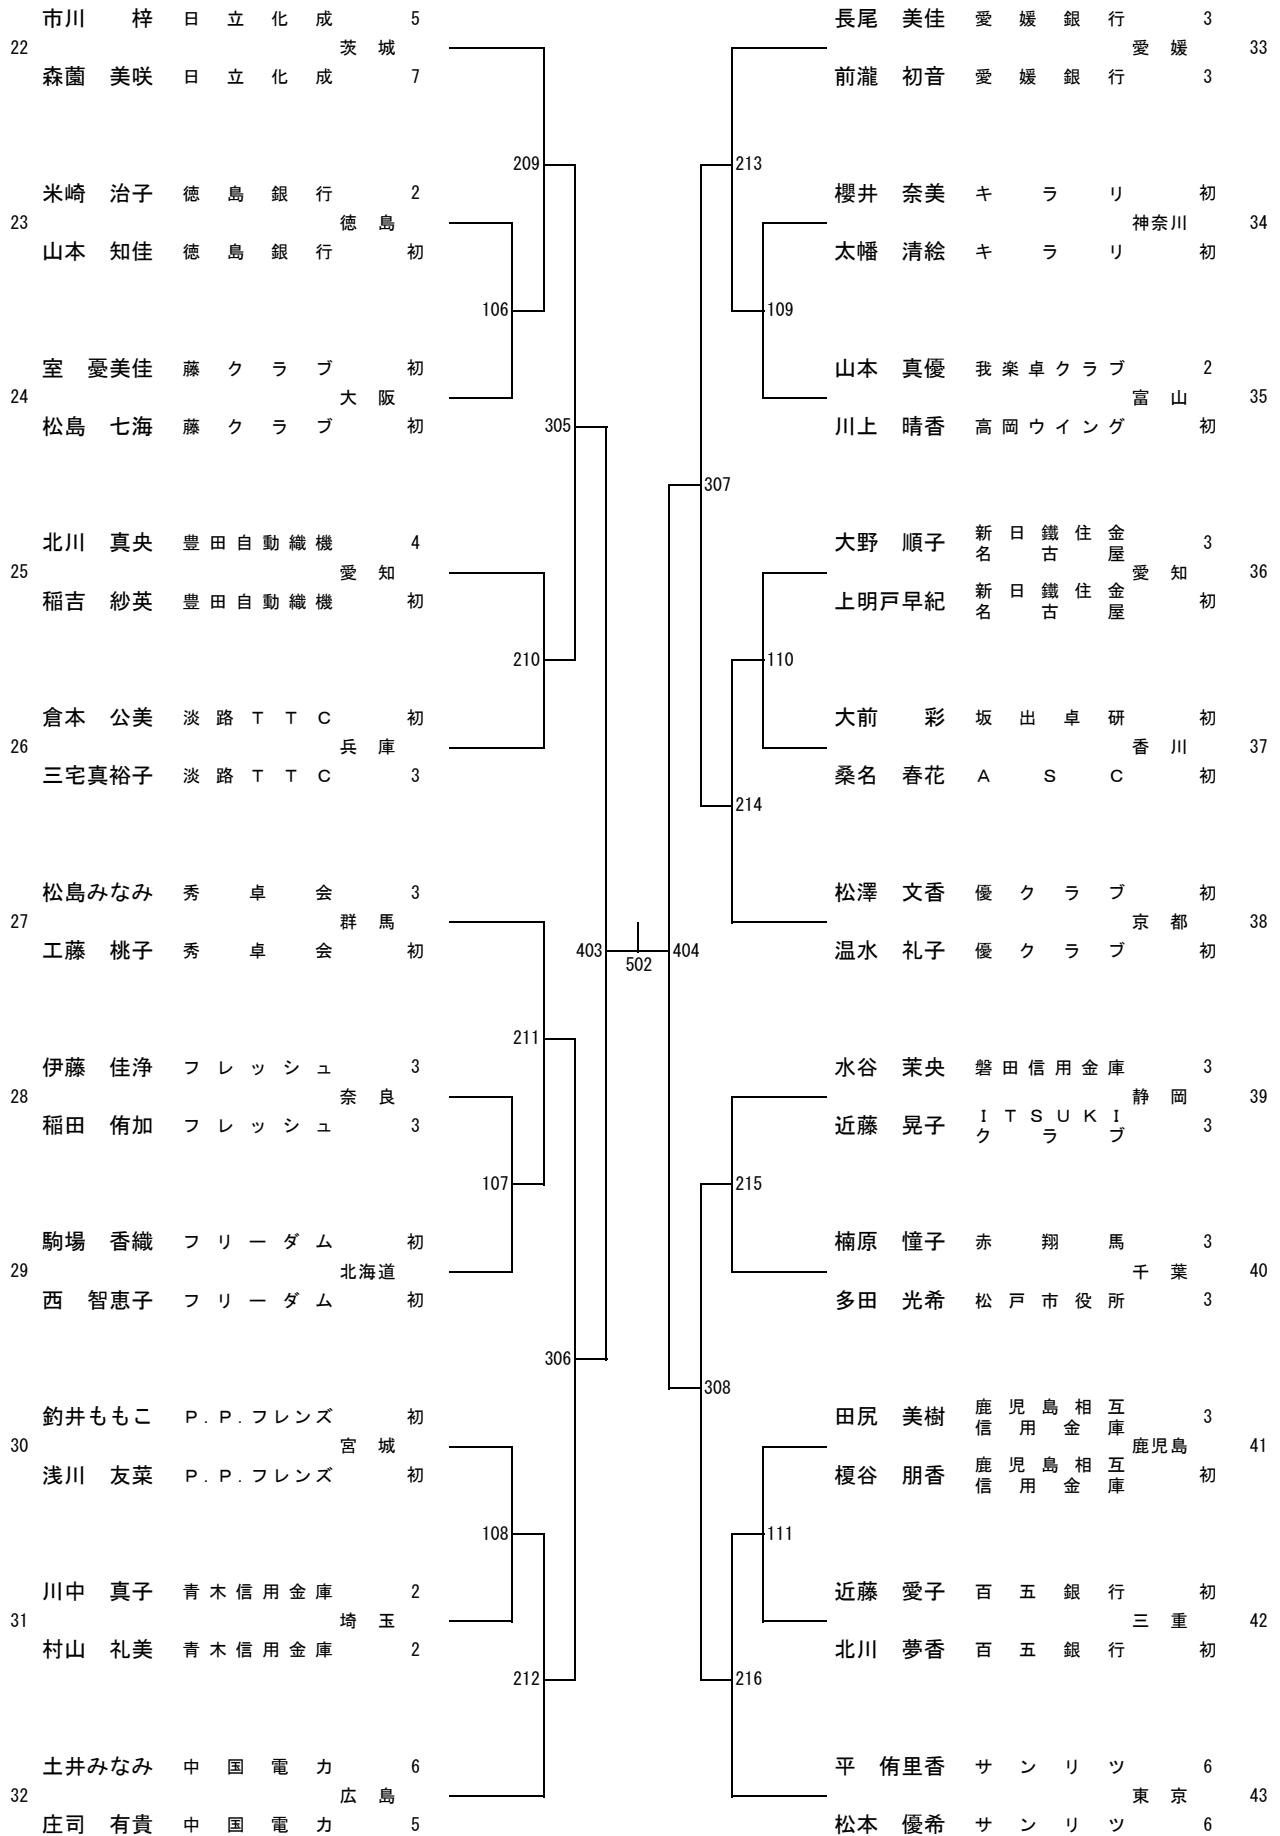 市川　梓 日立化成 5
22 茨城
森薗　美咲 日立化成 7
209
米崎　治子 徳島銀行 2
23 徳島
山本　知佳 徳島銀行 初
106
室　憂美佳 藤クラブ 初
24 大阪
松島　七海 藤クラブ 初
305
北川　真央 豊田自動織機 4
25 愛知
稲吉　紗英 豊田自動織機 初
210
倉本　公美 淡路ＴＴＣ 初
26 兵庫
三宅真裕子 淡路ＴＴＣ 3
松島みなみ 秀卓会 3
27 群馬
工藤　桃子 秀卓会 初
403
502
404
211
伊藤　佳浄 フレッシュ 3
28 奈良
稲田　侑加 フレッシュ 3
107
駒場　香織 フリーダム 初
29 北海道
西　智恵子 フリーダム 初
306
釣井ももこ Ｐ.Ｐ.フレンズ 初
30 宮城
浅川　友菜 Ｐ.Ｐ.フレンズ 初
108
川中　真子 青木信用金庫 2
31 埼玉
村山　礼美 青木信用金庫 2
212
土井みなみ 中国電力 6
32 広島
庄司　有貴 中国電力 5
長尾　美佳 愛媛銀行 3
愛媛 33
前瀧　初音 愛媛銀行 3
213
櫻井　奈美 キラリ 初
神奈川 34
太幡　清絵 キラリ 初
109
山本　真優 我楽卓クラブ 2
富山 35
川上　晴香 高岡ウイング 初
307
大野　順子 新日鐵住金 3
名古屋
愛知 36
上明戸早紀 新日鐵住金 初
名古屋
110
大前　彩 坂出卓研 初
香川 37
桑名　春花 ＡＳＣ 初
214
松澤　文香 優クラブ 初
京都 38
温水　礼子 優クラブ 初
水谷　茉央 磐田信用金庫 3
静岡 39
近藤　晃子 ＩＴＳＵＫＩ 3
クラブ
215
楠原　憧子 赤翔馬 3
千葉 40
多田　光希 松戸市役所 3
308
田尻　美樹 鹿児島相互 3
信用金庫
鹿児島 41
榎谷　朋香 鹿児島相互 初
信用金庫
111
近藤　愛子 百五銀行 初
三重 42
北川　夢香 百五銀行 初
216
平　侑里香 サンリツ 6
東京 43
松本　優希 サンリツ 6